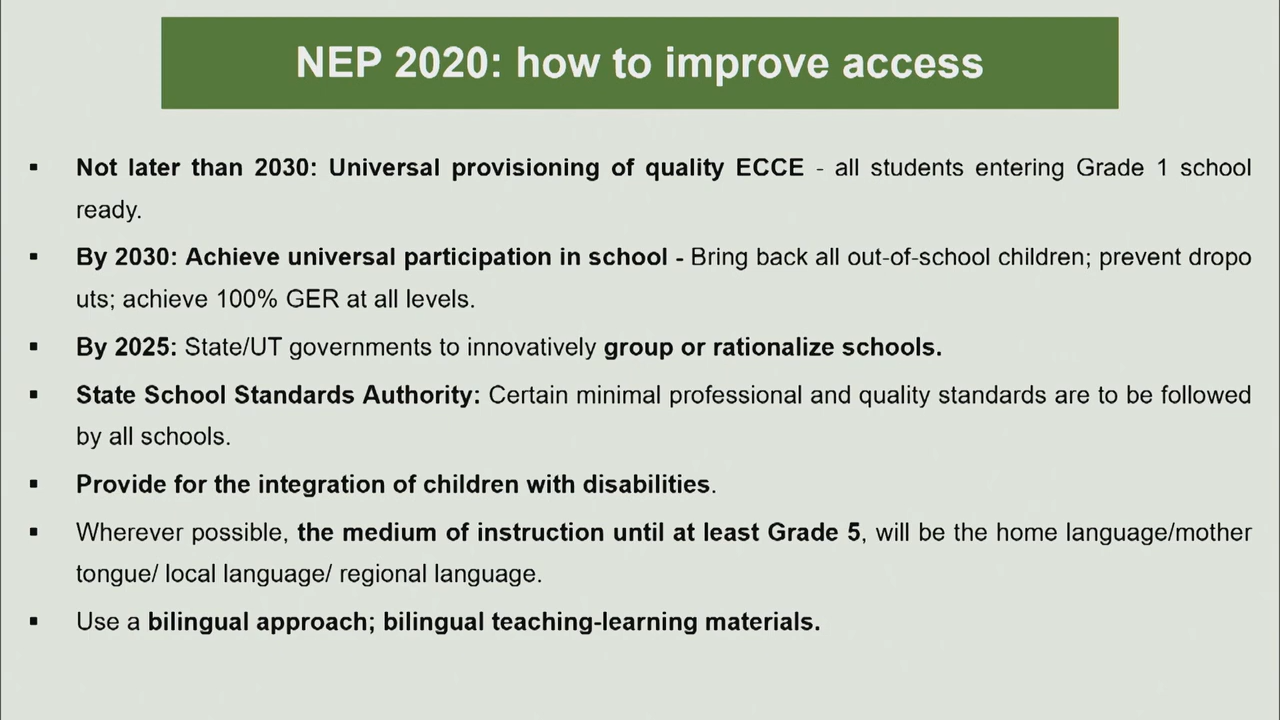 NEP 2020: how to improve access
▪ Not later than 2030: Universal provisioning of quality ECCE - all students entering Grade 1 school
ready.
▪ By 2030: Achieve universal participation in school - Bring back all out-of-school children; prevent dropo
uts; achieve 100% GER at all levels.
▪ By 2025: State/UT governments to innovatively group or rationalize schools.
▪ State School Standards Authority: Certain minimal professional and quality standards are to be followed
by all schools.
▪ Provide for the integration of children with disabilities.
▪ Wherever possible, the medium of instruction until at least Grade 5, will be the home language/mother
tongue/ local language/ regional language.
▪ Use a bilingual approach; bilingual teaching-learning materials.